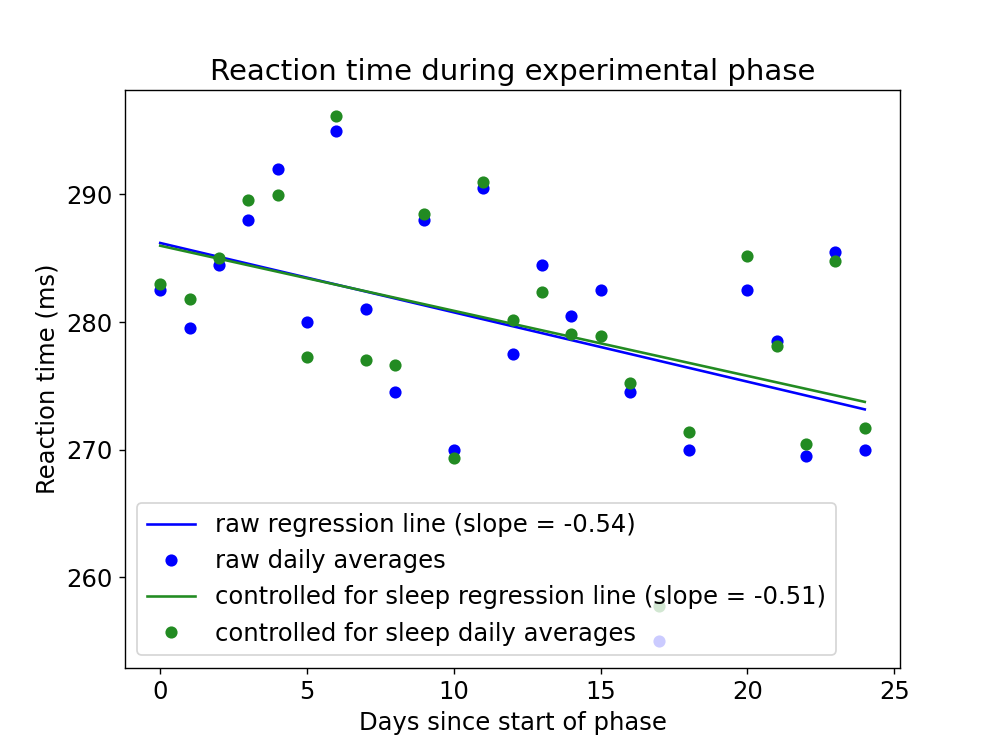 Reaction time during experimental phase
Reaction time (ms)
290
280
270
260
raw regression line (slope = -0.54)
raw daily averages
controlled for sleep regression line (slope = -0.51)
controlled for sleep daily averages
0 5 10 15 20 25
Days since start of phase